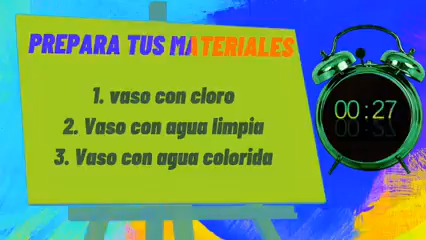 PREPARA TUS MATERIALES
1. vaso con cloro
2. Vaso con agua limpia
3. Vaso con agua colorida
00:27